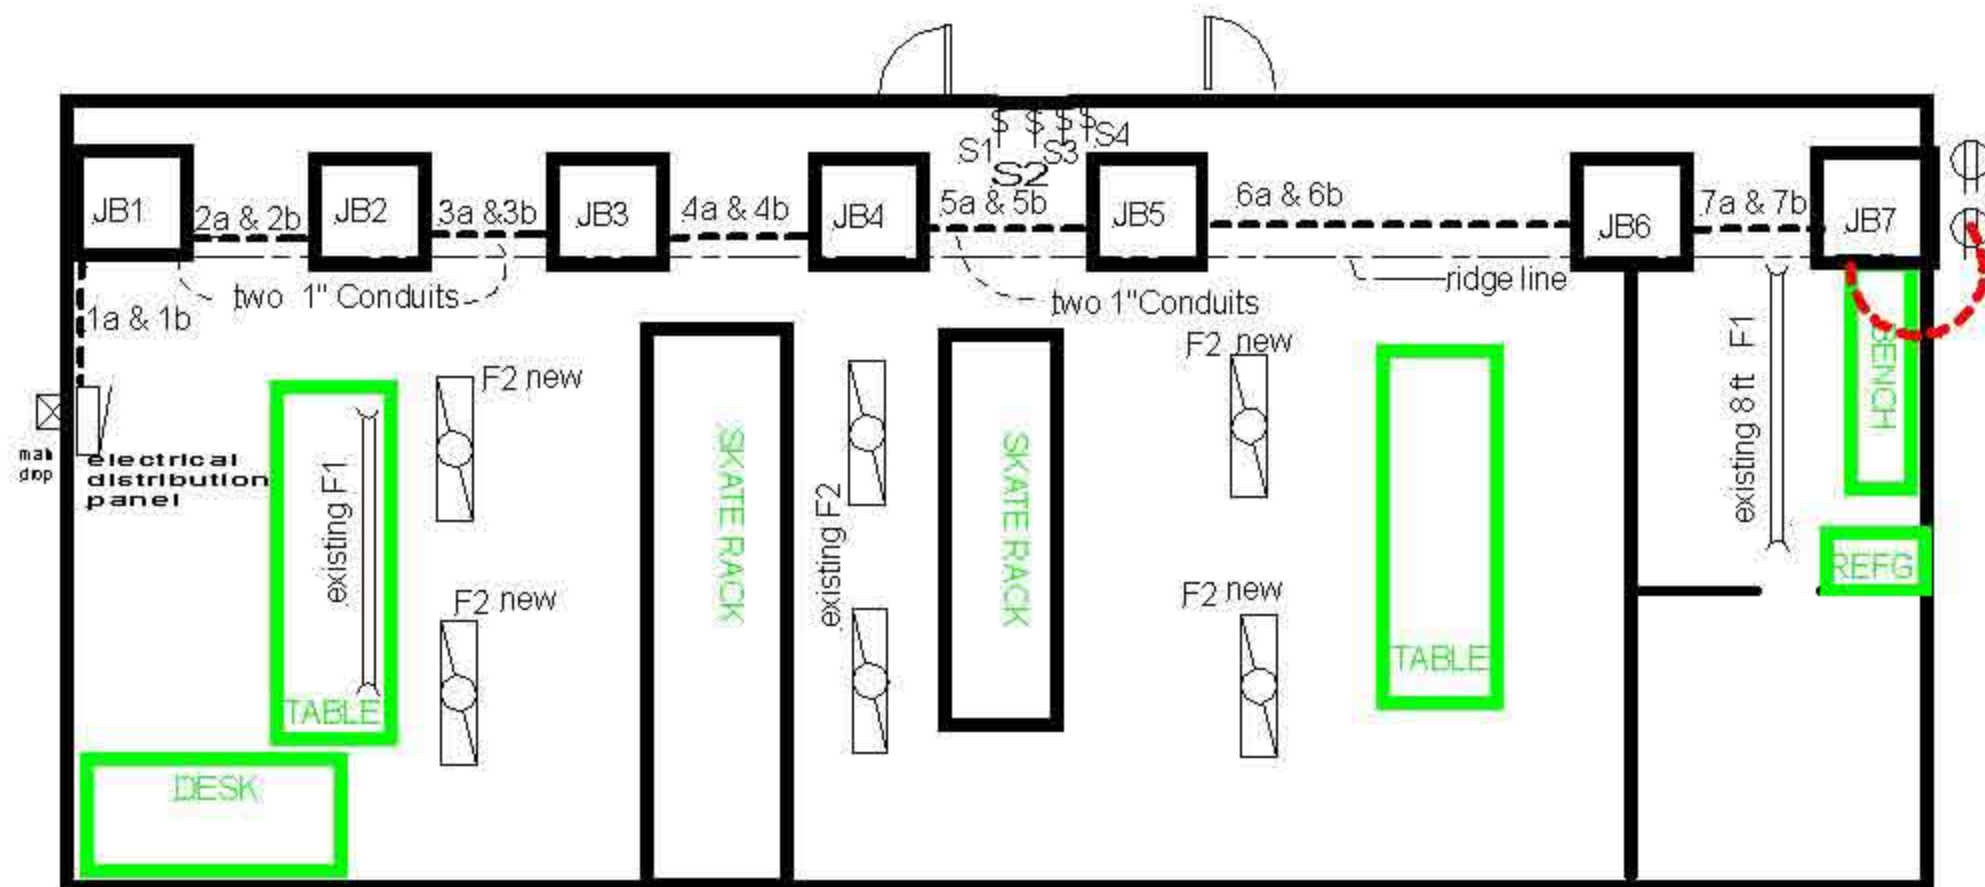 S1
S2
S3
S4
JB1
2a & 2b
JB2
3a &3b
JB3
4a & 4b
JB4
5a & 5b
JB5
6a & 6b
JB6
7a & 7b
JB7
1a & 1b
two 1" Conduits
two 1"Conduits
ridge line
F2 new
F2 new
existing 8 ft F1
BENCH
main
drop
electrical
distribution
panel
existing F1
SKATE RACK
existing F2
SKATE RACK
REFG
F2 new
F2 new
TABLE
TABLE
DESK